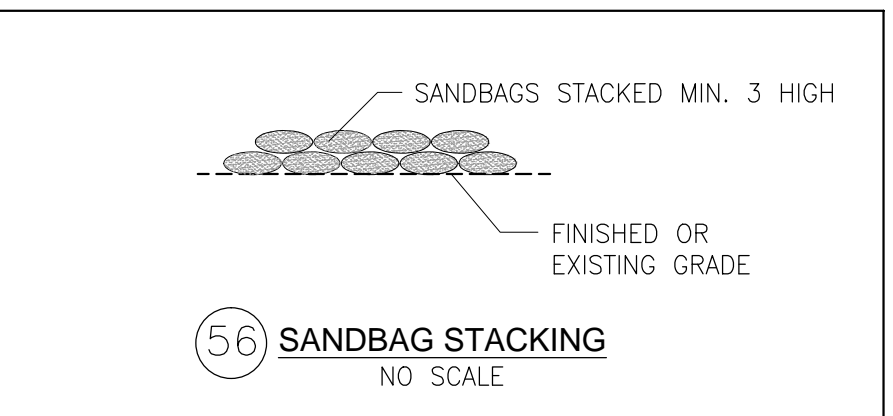 SANDBAGS STACKED MIN. 3 HIGH
FINISHED OR
EXISTING GRADE
56 SANDBAG STACKING
NO SCALE